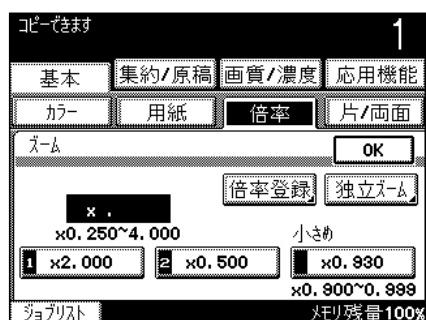 コピーできます
1
基本 集約/原稿 画質/濃度 応用機能
カラー 用紙 倍率 片/両面
ズーム OK
倍率登録 独立ズーム
x .
x0.250~4.000 小さめ
1 x2.000 2 x0.500 x0.930
x0.900~0.999
ジョブリスト メモリ残量100%